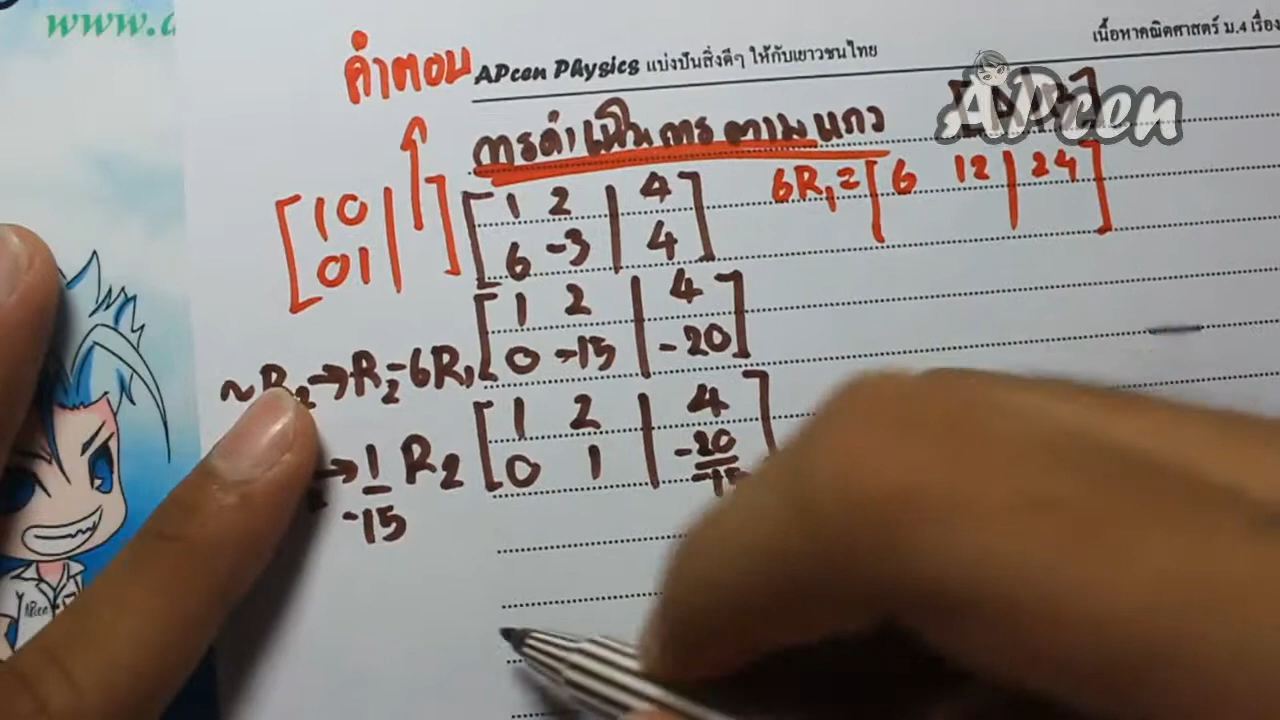 www.a
คำตอบ
APcen Physics แบ่งปันสิ่งดีๆ ให้กับเยาวชนไทย
เนื้อหาคณิตศาสตร์ ม.4 เรื่อง
APcen
การดำเนินการตามแถว
[1 0 | ]
[0 1 | ]
[1 2 | 4]
[6 -3 | 4]
6R₁=[6 12 | 24]
[1 2 | 4]
~R₂→R₂-6R₁ [0 -15 | -20]
[1 2 | 4]
→ 1/-15 R₂ [0 1 | -20/-15
APcen